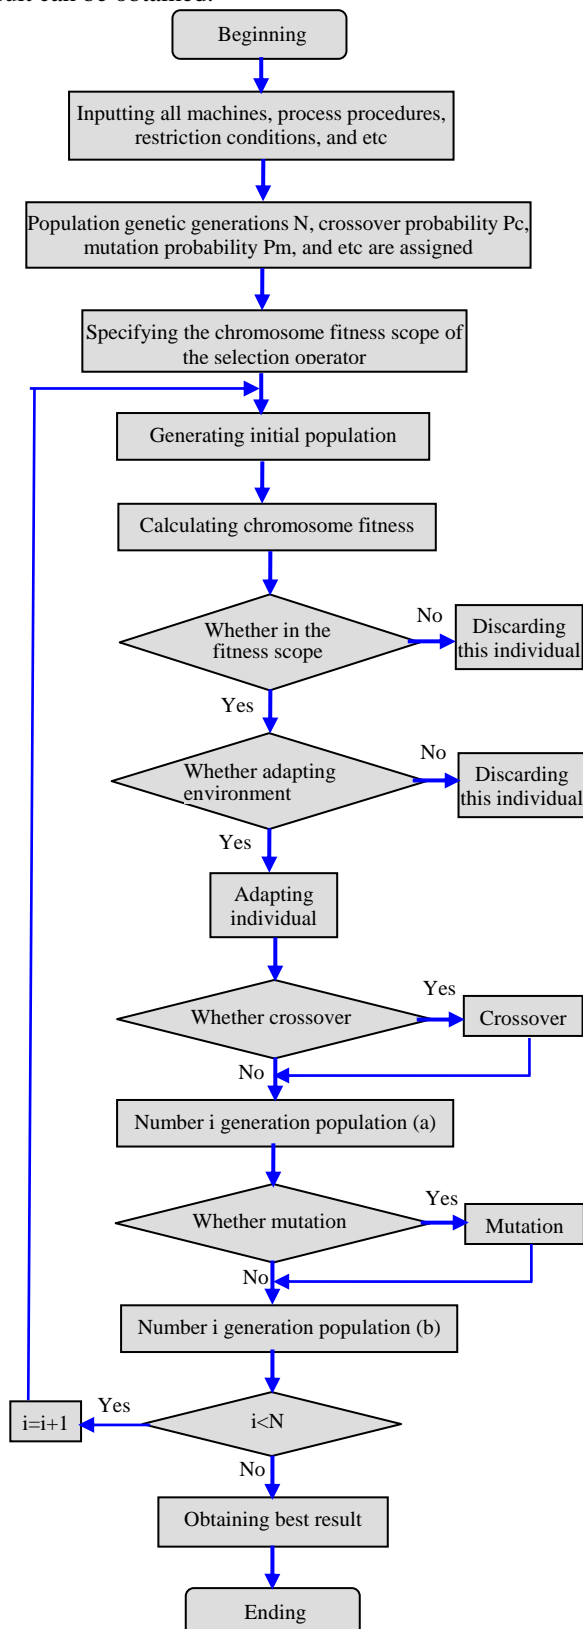 Beginning
Inputting all machines, process procedures,
restriction conditions, and etc
Population genetic generations N, crossover probability Pc,
mutation probability Pm, and etc are assigned
Specifying the chromosome fitness scope of
the selection operator
Generating initial population
Calculating chromosome fitness
Whether in the
fitness scope
No
Discarding
this individual
Yes
Whether adapting
environment
No
Discarding
this individual
Yes
Adapting
individual
Whether crossover
Yes
Crossover
No
Number i generation population (a)
Whether mutation
Yes
Mutation
No
Number i generation population (b)
i<N
Yes
i=i+1
No
Obtaining best result
Ending